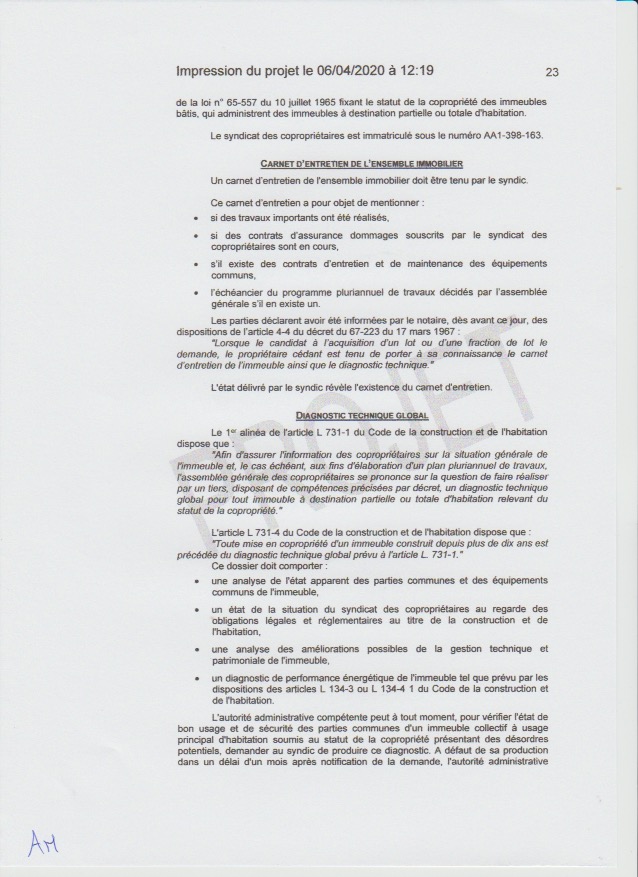 Impression du projet le 06/04/2020 à 12:19
23
de la loi n° 65-557 du 10 juillet 1965 fixant le statut de la copropriété des immeubles
bâtis, qui administrent des immeubles à destination partielle ou totale d'habitation.
Le syndicat des copropriétaires est immatriculé sous le numéro AA1-398-163.
CARNET D'ENTRETIEN DE L'ENSEMBLE IMMOBILIER
Un carnet d'entretien de l'ensemble immobilier doit être tenu par le syndic.
Ce carnet d'entretien a pour objet de mentionner :
• si des travaux importants ont été réalisés,
• si des contrats d'assurance dommages souscrits par le syndicat des
copropriétaires sont en cours,
• s'il existe des contrats d'entretien et de maintenance des équipements
communs,
• l'échéancier du programme pluriannuel de travaux décidés par l'assemblée
générale s'il en existe un.
Les parties déclarent avoir été informées par le notaire, dès avant ce jour, des
dispositions de l'article 4-4 du décret du 67-223 du 17 mars 1967 :
"Lorsque le candidat à l'acquisition d'un lot ou d'une fraction de lot le
demande, le propriétaire cédant est tenu de porter à sa connaissance le carnet
d'entretien de l'immeuble ainsi que le diagnostic technique."
L'état délivré par le syndic révèle l'existence du carnet d'entretien.
DIAGNOSTIC TECHNIQUE GLOBAL
Le 1er alinéa de l'article L 731-1 du Code de la construction et de l'habitation
dispose que :
"Afin d'assurer l'information des copropriétaires sur la situation générale de
l'immeuble et, le cas échéant, aux fins d'élaboration d'un plan pluriannuel de travaux,
l'assemblée générale des copropriétaires se prononce sur la question de faire réaliser
par un tiers, disposant de compétences précisées par décret, un diagnostic technique
global pour tout immeuble à destination partielle ou totale d'habitation relevant du
statut de la copropriété."
L'article L 731-4 du Code de la construction et de l'habitation dispose que :
"Toute mise en copropriété d'un immeuble construit depuis plus de dix ans est
précédée du diagnostic technique global prévu à l'article L. 731-1."
Ce dossier doit comporter :
• une analyse de l'état apparent des parties communes et des équipements
communs de l'immeuble,
• un état de la situation du syndicat des copropriétaires au regarde des
obligations légales et réglementaires au titre de la construction et de
l'habitation,
• une analyse des améliorations possibles de la gestion technique et
patrimoniale de l'immeuble,
• un diagnostic de performance énergétique de l'immeuble tel que prévu par les
dispositions des articles L 134-3 ou L 134-4 1 du Code de la construction et
de l'habitation.
L'autorité administrative compétente peut à tout moment, pour vérifier l'état de
bon usage et de sécurité des parties communes d'un immeuble collectif à usage
principal d'habitation soumis au statut de la copropriété présentant des désordres
potentiels, demander au syndic de produire ce diagnostic. A défaut de sa production
dans un délai d'un mois après notification de la demande, l'autorité administrative
PROJET
AM